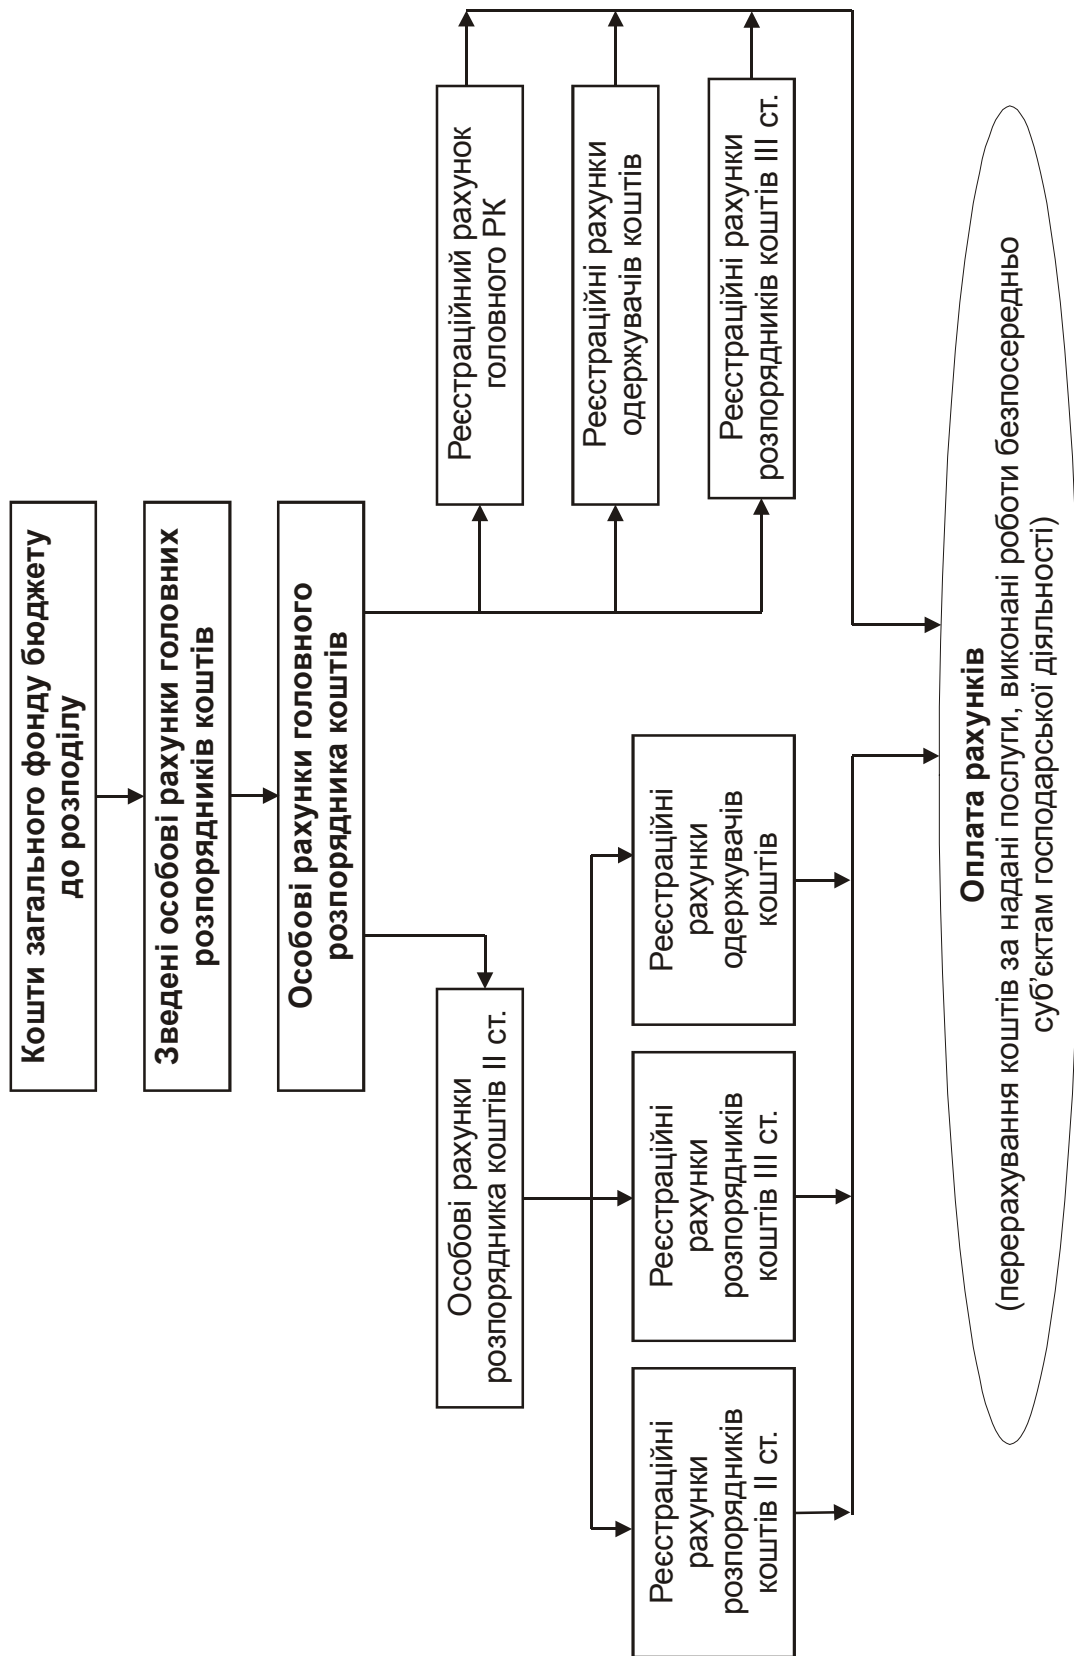 Кошти загального фонду бюджету
до розподілу
Зведені особові рахунки головних
розпорядників коштів
Особові рахунки головного
розпорядника коштів
Особові рахунки
розпорядника коштів ІІ ст.
Реєстраційний рахунок
головного РК
Реєстраційні рахунки
одержувачів коштів
Реєстраційні рахунки
розпорядників коштів ІІІ ст.
Реєстраційні
рахунки
розпорядників
коштів ІІ ст.
Реєстраційні
рахунки
розпорядників
коштів ІІІ ст.
Реєстраційні
рахунки
одержувачів
коштів
Оплата рахунків
(перерахування коштів за надані послуги, виконані роботи безпосередньо
суб’єктам господарської діяльності)